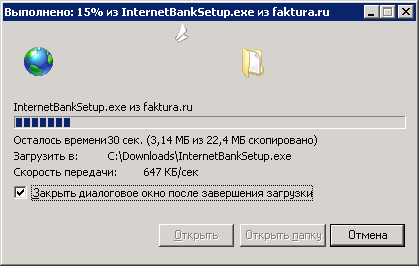 Выполнено: 15% из InternetBankSetup.exe из faktura.ru
InternetBankSetup.exe из faktura.ru
Осталось времени30 сек. (3,14 МБ из 22,4 МБ скопировано)
Загрузить в: C:\Downloads\InternetBankSetup.exe
Скорость передачи: 647 КБ/сек
Закрыть диалоговое окно после завершения загрузки
Открыть Открыть папку Отмена